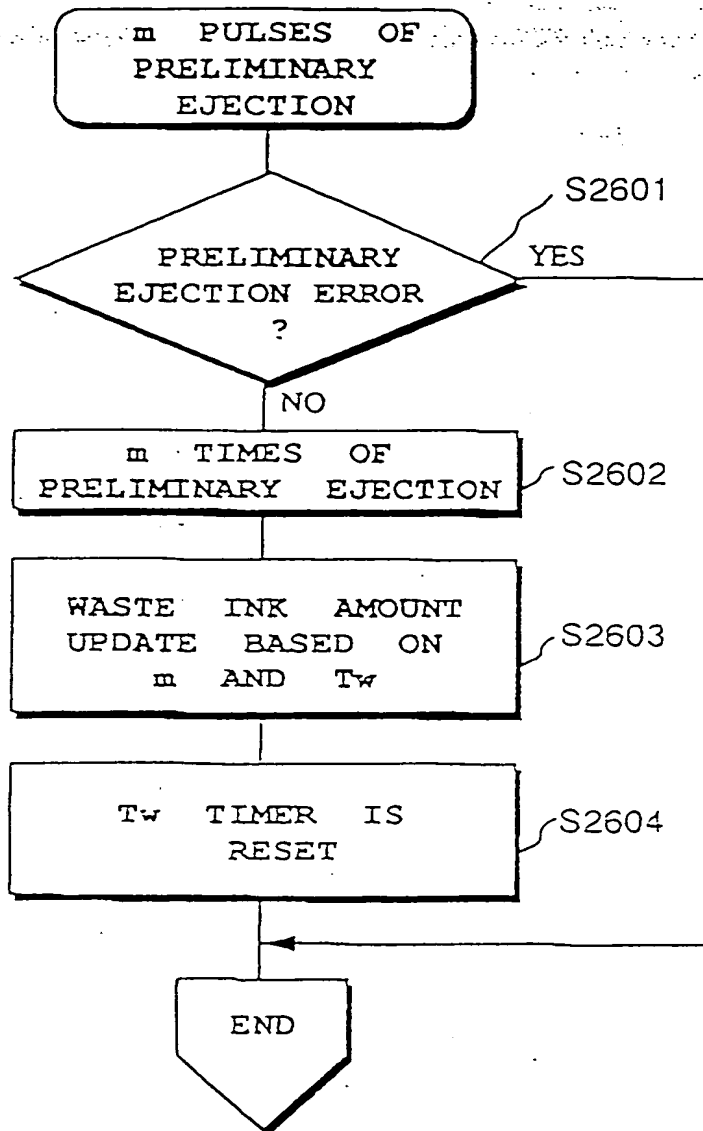 m PULSES OF
PRELIMINARY
EJECTION
S2601
PRELIMINARY
EJECTION ERROR
?
YES
NO
m TIMES OF
PRELIMINARY EJECTION
S2602
WASTE INK AMOUNT
UPDATE BASED ON
m AND Tw
S2603
Tw TIMER IS
RESET
S2604
END